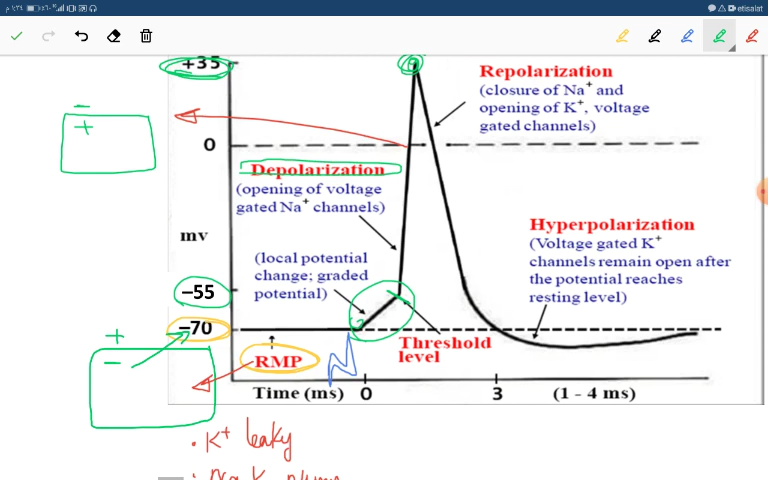 etisalat
+35
Repolarization
(closure of Na+ and
opening of K+, voltage
gated channels)
−
+
0
Depolarization
(opening of voltage
gated Na+ channels)
mv
(local potential
change; graded
potential)
Hyperpolarization
(Voltage gated K+
channels remain open after
the potential reaches
resting level)
−55
−70
+
−
RMP
Threshold
level
Time (ms) 0 3 (1 - 4 ms)
• K+ leaky